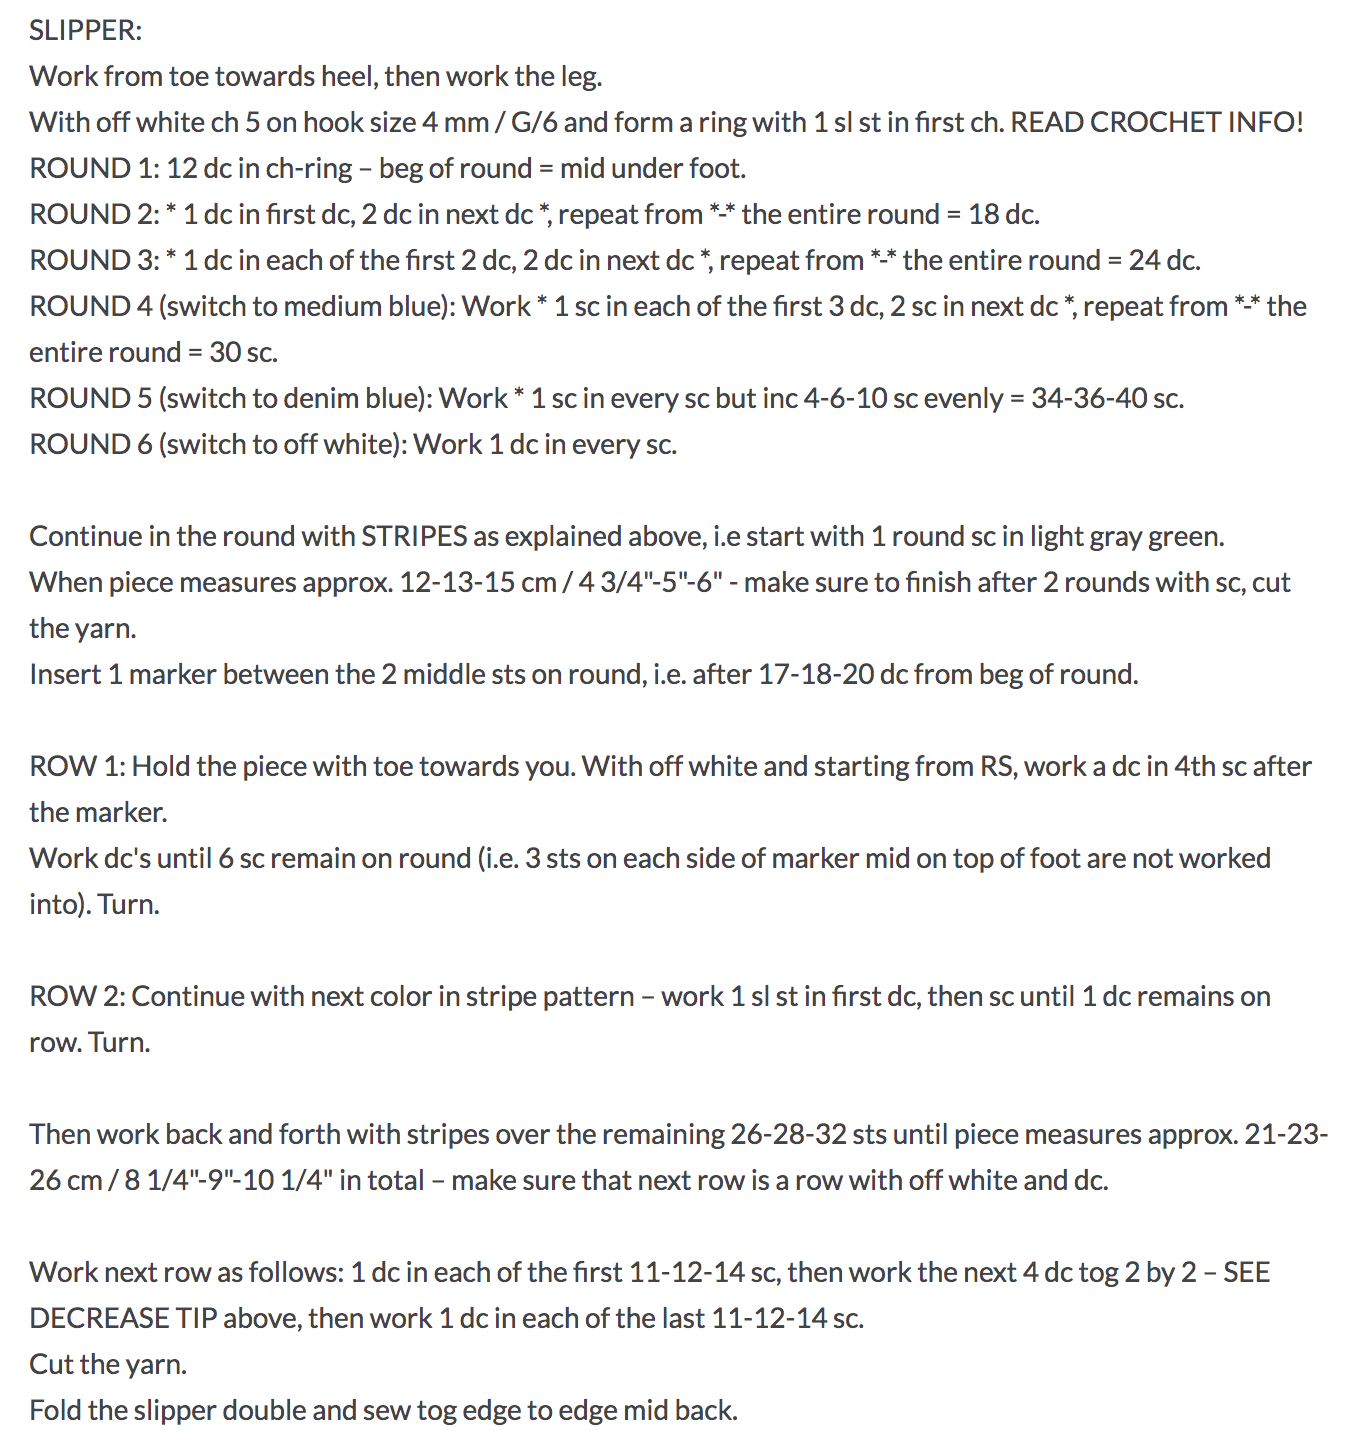 SLIPPER:
Work from toe towards heel, then work the leg.
With off white ch 5 on hook size 4 mm / G/6 and form a ring with 1 sl st in first ch. READ CROCHET INFO!
ROUND 1: 12 dc in ch-ring – beg of round = mid under foot.
ROUND 2: * 1 dc in first dc, 2 dc in next dc *, repeat from *-* the entire round = 18 dc.
ROUND 3: * 1 dc in each of the first 2 dc, 2 dc in next dc *, repeat from *-* the entire round = 24 dc.
ROUND 4 (switch to medium blue): Work * 1 sc in each of the first 3 dc, 2 sc in next dc *, repeat from *-* the
entire round = 30 sc.
ROUND 5 (switch to denim blue): Work * 1 sc in every sc but inc 4-6-10 sc evenly = 34-36-40 sc.
ROUND 6 (switch to off white): Work 1 dc in every sc.
Continue in the round with STRIPES as explained above, i.e start with 1 round sc in light gray green.
When piece measures approx. 12-13-15 cm / 4 3/4"-5"-6" - make sure to finish after 2 rounds with sc, cut
the yarn.
Insert 1 marker between the 2 middle sts on round, i.e. after 17-18-20 dc from beg of round.
ROW 1: Hold the piece with toe towards you. With off white and starting from RS, work a dc in 4th sc after
the marker.
Work dc's until 6 sc remain on round (i.e. 3 sts on each side of marker mid on top of foot are not worked
into). Turn.
ROW 2: Continue with next color in stripe pattern – work 1 sl st in first dc, then sc until 1 dc remains on
row. Turn.
Then work back and forth with stripes over the remaining 26-28-32 sts until piece measures approx. 21-23-
26 cm / 8 1/4"-9"-10 1/4" in total – make sure that next row is a row with off white and dc.
Work next row as follows: 1 dc in each of the first 11-12-14 sc, then work the next 4 dc tog 2 by 2 – SEE
DECREASE TIP above, then work 1 dc in each of the last 11-12-14 sc.
Cut the yarn.
Fold the slipper double and sew tog edge to edge mid back.